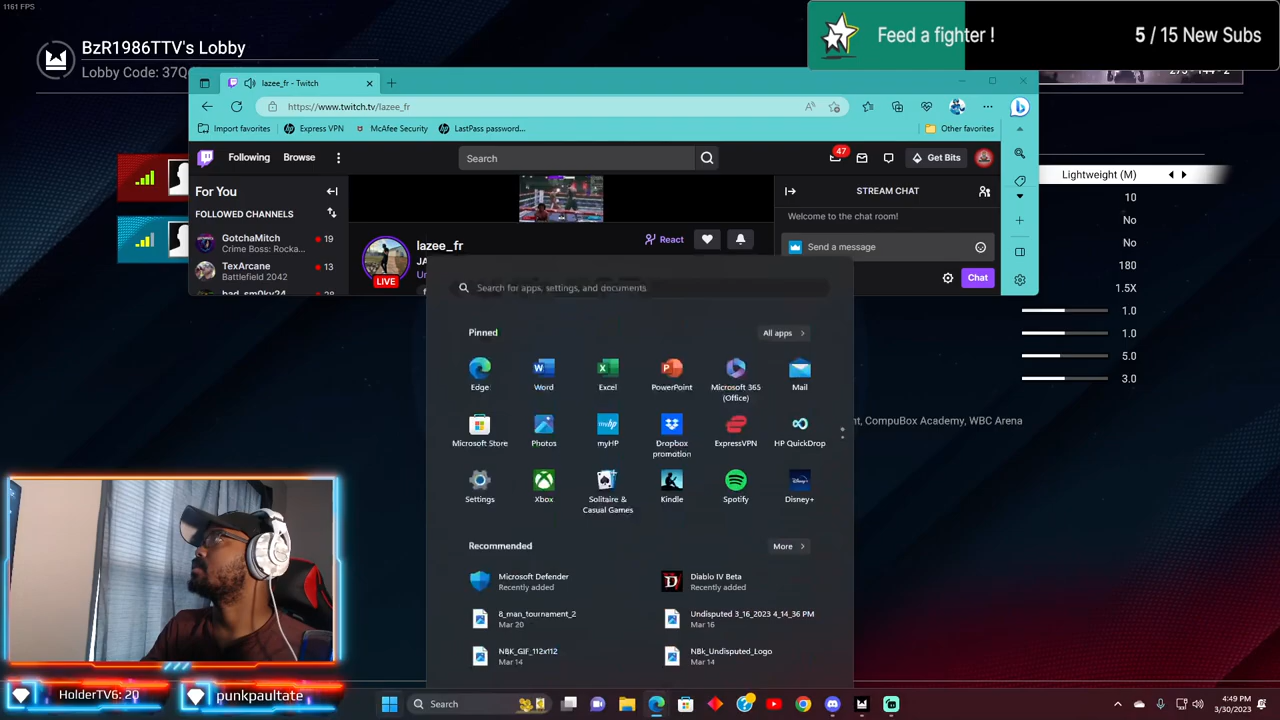 1161 FPS
BzR1986TTV's Lobby
Lobby Code: 37Q
Feed a fighter !
5 / 15 New Subs
lazee_fr - Twitch
https://www.twitch.tv/lazee_fr
Import favorites
Express VPN
McAfee Security
LastPass password...
Other favorites
Following
Browse
Search
47
Get Bits
For You
STREAM CHAT
Welcome to the chat room!
FOLLOWED CHANNELS
GotchaMitch
19
Crime Boss: Rocka...
TexArcane
13
Battlefield 2042
lazee_fr
LIVE
React
Send a message
Chat
Lightweight (M)
10
No
No
180
1.5X
1.0
1.0
5.0
3.0
nt, CompuBox Academy, WBC Arena
Search for apps, settings, and documents
Pinned
All apps
Edge
Word
Excel
PowerPoint
Microsoft 365 (Office)
Mail
Microsoft Store
Photos
myHP
Dropbox promotion
ExpressVPN
HP QuickDrop
Settings
Xbox
Solitaire & Casual Games
Kindle
Spotify
Disney+
Recommended
More
Microsoft Defender
Recently added
Diablo IV Beta
Recently added
8_man_tournament_2
Mar 20
Undisputed 3_16_2023 4_14_36 PM
Mar 16
NBK_GIF_112x112
Mar 14
NBk_Undisputed_Logo
Mar 14
HolderTV6: 20
punkpaultate
Search
4:49 PM
3/30/2023